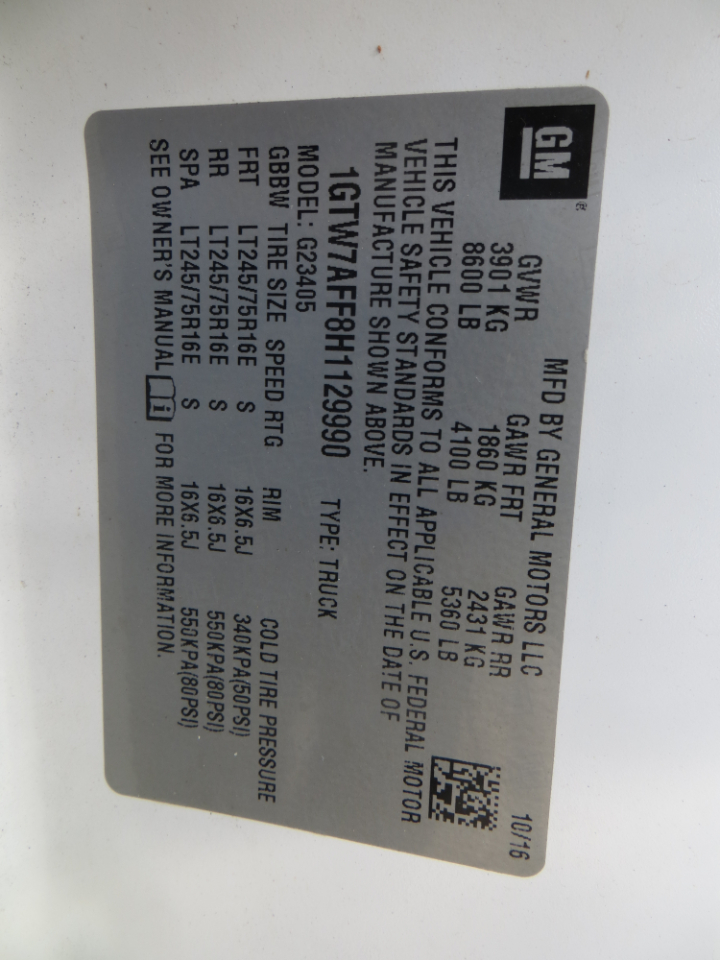 GM
MFD BY GENERAL MOTORS LLC 10/16
GVWR GAWR FRT GAWR RR
3901 KG 1860 KG 2431 KG
8600 LB 4100 LB 5360 LB
THIS VEHICLE CONFORMS TO ALL APPLICABLE U.S. FEDERAL MOTOR
VEHICLE SAFETY STANDARDS IN EFFECT ON THE DATE OF
MANUFACTURE SHOWN ABOVE.
1GTW7AFF8H1129990 TYPE: TRUCK
MODEL: G23405
GBBW TIRE SIZE SPEED RTG RIM COLD TIRE PRESSURE
FRT LT245/75R16E S 16X6.5J 340KPA(50PSI)
RR LT245/75R16E S 16X6.5J 550KPA(80PSI)
SPA LT245/75R16E S 16X6.5J 550KPA(80PSI)
SEE OWNER'S MANUAL i FOR MORE INFORMATION.